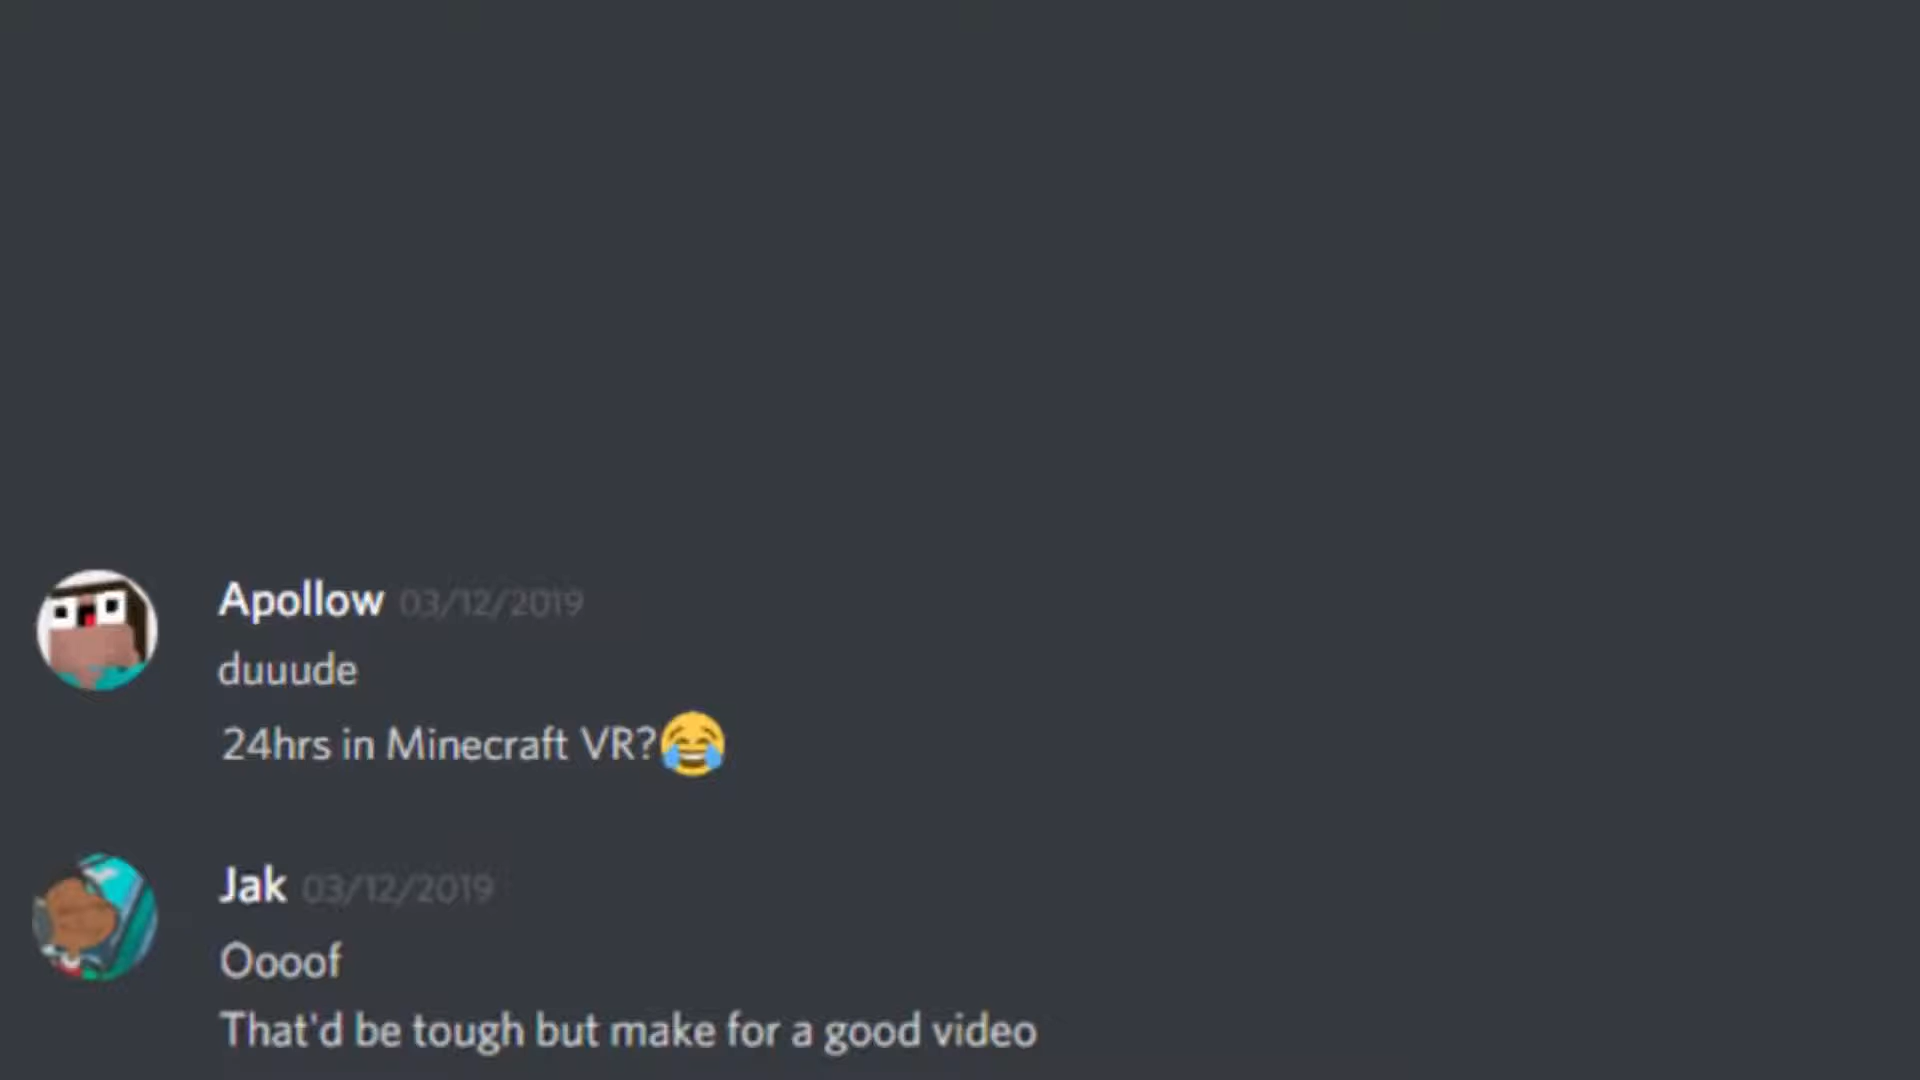 Apollow 03/12/2019
duuude
24hrs in Minecraft VR?😂
Jak 03/12/2019
Oooof
That'd be tough but make for a good video